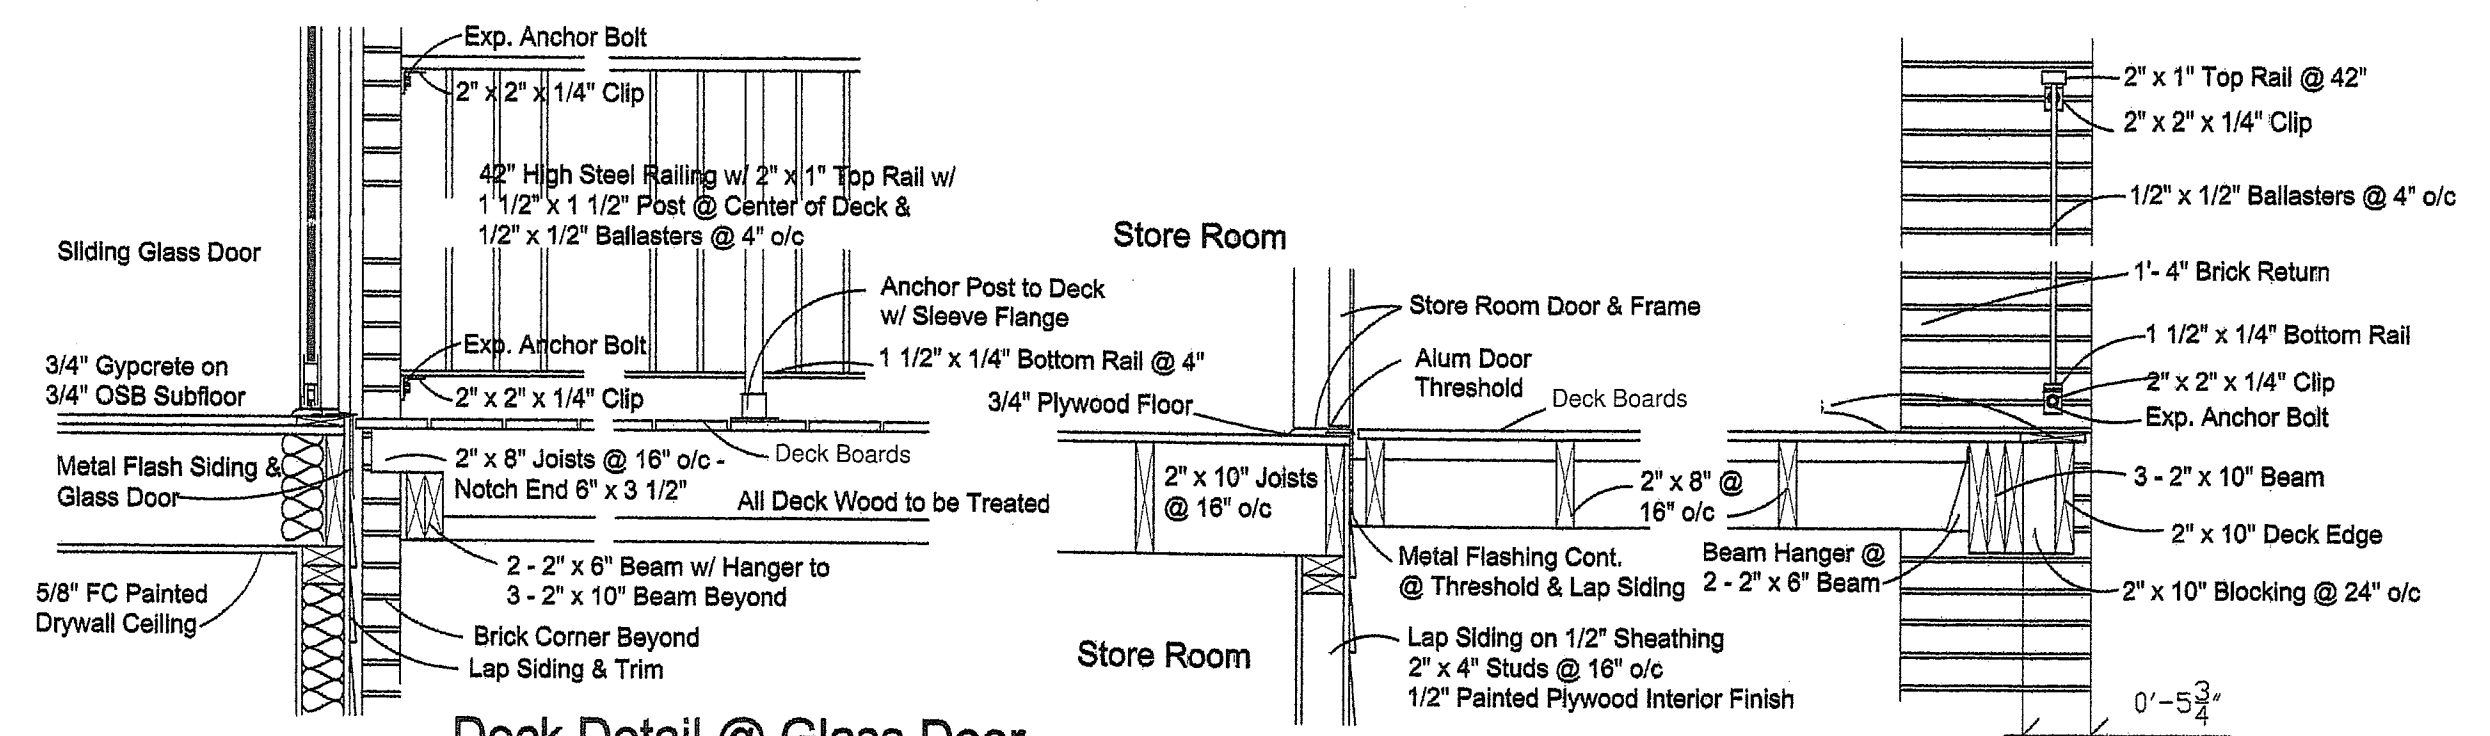 Exp. Anchor Bolt
2" x 2" x 1/4" Clip
42" High Steel Railing w/ 2" x 1" Top Rail w/
1 1/2" x 1 1/2" Post @ Center of Deck &
1/2" x 1/2" Ballasters @ 4" o/c
Sliding Glass Door
Anchor Post to Deck
w/ Sleeve Flange
Exp. Anchor Bolt
1 1/2" x 1/4" Bottom Rail @ 4"
3/4" Gypcrete on
3/4" OSB Subfloor
2" x 2" x 1/4" Clip
Metal Flash Siding &
Glass Door
2" x 8" Joists @ 16" o/c -
Notch End 6" x 3 1/2"
Deck Boards
All Deck Wood to be Treated
2 - 2" x 6" Beam w/ Hanger to
3 - 2" x 10" Beam Beyond
5/8" FC Painted
Drywall Ceiling
Brick Corner Beyond
Lap Siding & Trim
Deck Detail @ Glass Door
Store Room
Store Room Door & Frame
Alum Door
Threshold
3/4" Plywood Floor
Deck Boards
2" x 10" Joists
@ 16" o/c
2" x 8" @
16" o/c
Metal Flashing Cont.
@ Threshold & Lap Siding
Beam Hanger @
2 - 2" x 6" Beam
Store Room
Lap Siding on 1/2" Sheathing
2" x 4" Studs @ 16" o/c
1/2" Painted Plywood Interior Finish
2" x 1" Top Rail @ 42"
2" x 2" x 1/4" Clip
1/2" x 1/2" Ballasters @ 4" o/c
1'- 4" Brick Return
1 1/2" x 1/4" Bottom Rail
2" x 2" x 1/4" Clip
Exp. Anchor Bolt
3 - 2" x 10" Beam
2" x 10" Deck Edge
2" x 10" Blocking @ 24" o/c
0'-5 3/4"